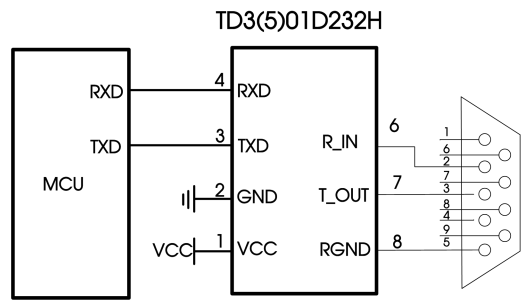 TD3(5)01D232H
RXD 4 RXD
TXD 3 TXD
MCU
2 GND
VCC 1 VCC
R_IN 6
T_OUT 7
RGND 8
1
6
2
7
3
8
4
9
5